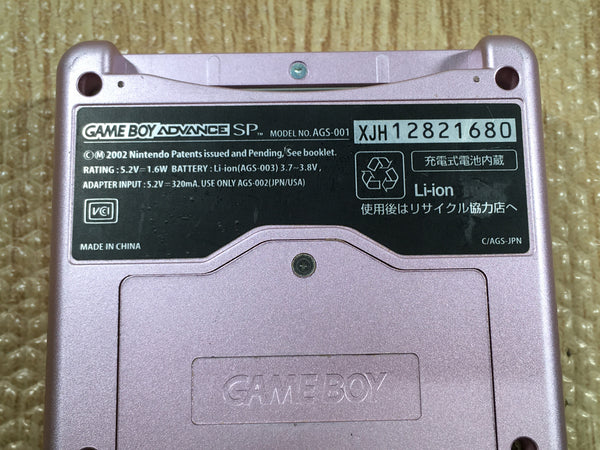 GAME BOY ADVANCE SP™ MODEL NO. AGS-001 XJH12821680
©Ⓜ 2002 Nintendo Patents issued and Pending, See booklet.
RATING : 5.2V⎓1.6W BATTERY : Li-ion(AGS-003) 3.7~3.8V,
ADAPTER INPUT : 5.2V⎓320mA. USE ONLY AGS-002(JPN/USA)
VCI
MADE IN CHINA
充電式電池内蔵
Li-ion
使用後はリサイクル協力店へ
C/AGS-JPN
GAME BOY